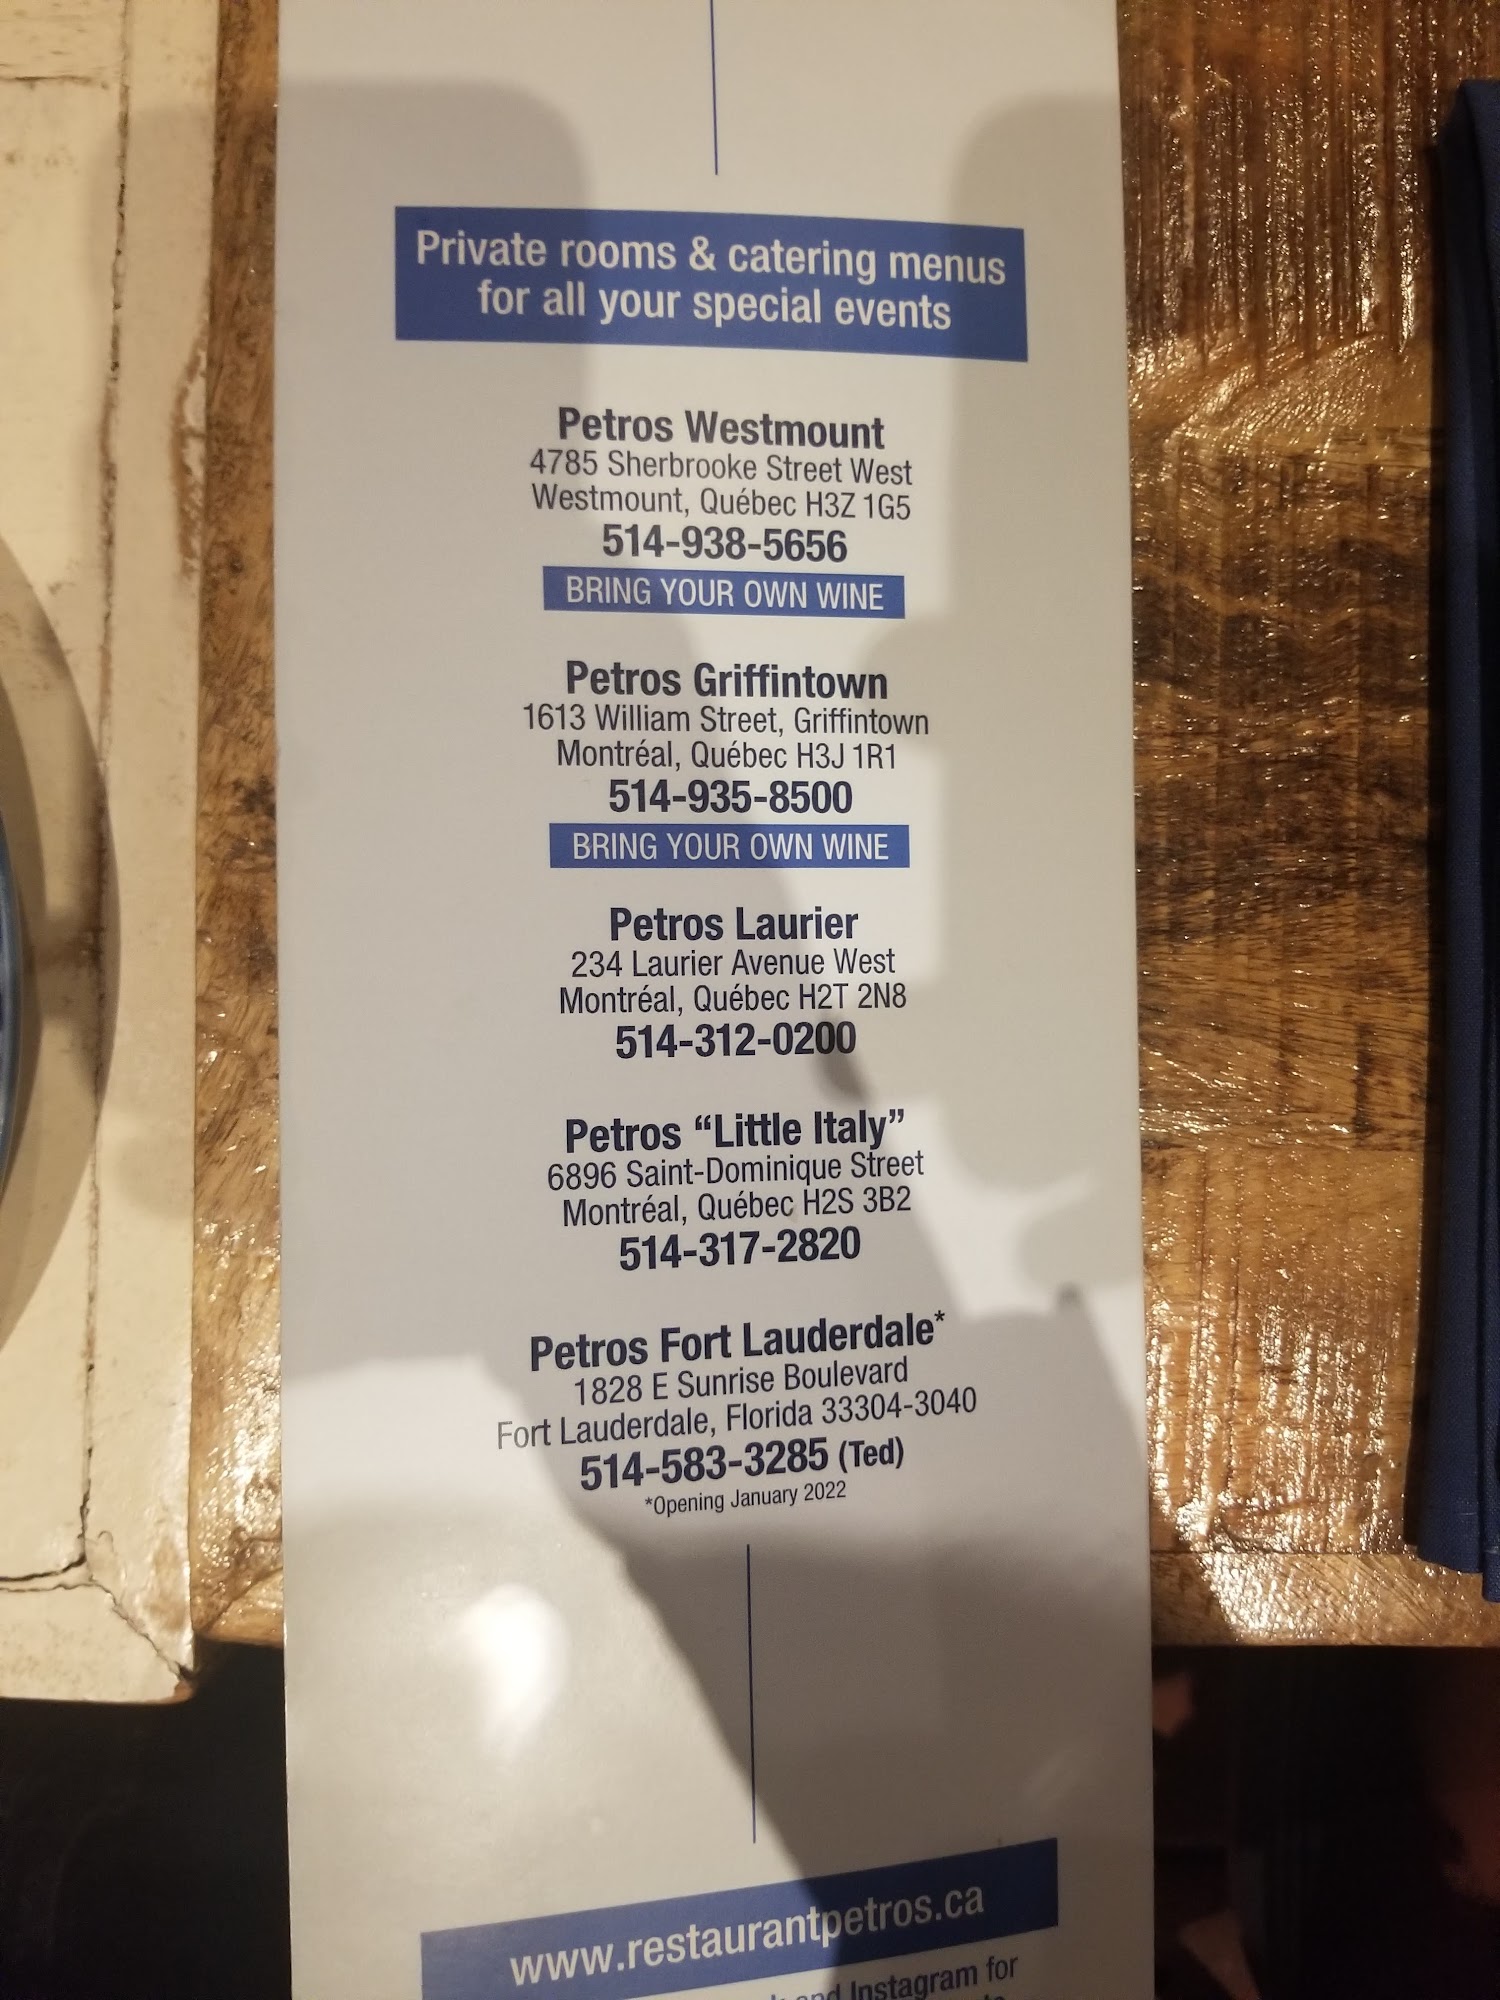 Private rooms & catering menus
for all your special events
Petros Westmount
4785 Sherbrooke Street West
Westmount, Québec H3Z 1G5
514-938-5656
BRING YOUR OWN WINE
Petros Griffintown
1613 William Street, Griffintown
Montréal, Québec H3J 1R1
514-935-8500
BRING YOUR OWN WINE
Petros Laurier
234 Laurier Avenue West
Montréal, Québec H2T 2N8
514-312-0200
Petros “Little Italy”
6896 Saint-Dominique Street
Montréal, Québec H2S 3B2
514-317-2820
Petros Fort Lauderdale*
1828 E Sunrise Boulevard
Fort Lauderdale, Florida 33304-3040
514-583-3285 (Ted)
*Opening January 2022
www.restaurantpetros.ca
and Instagram for